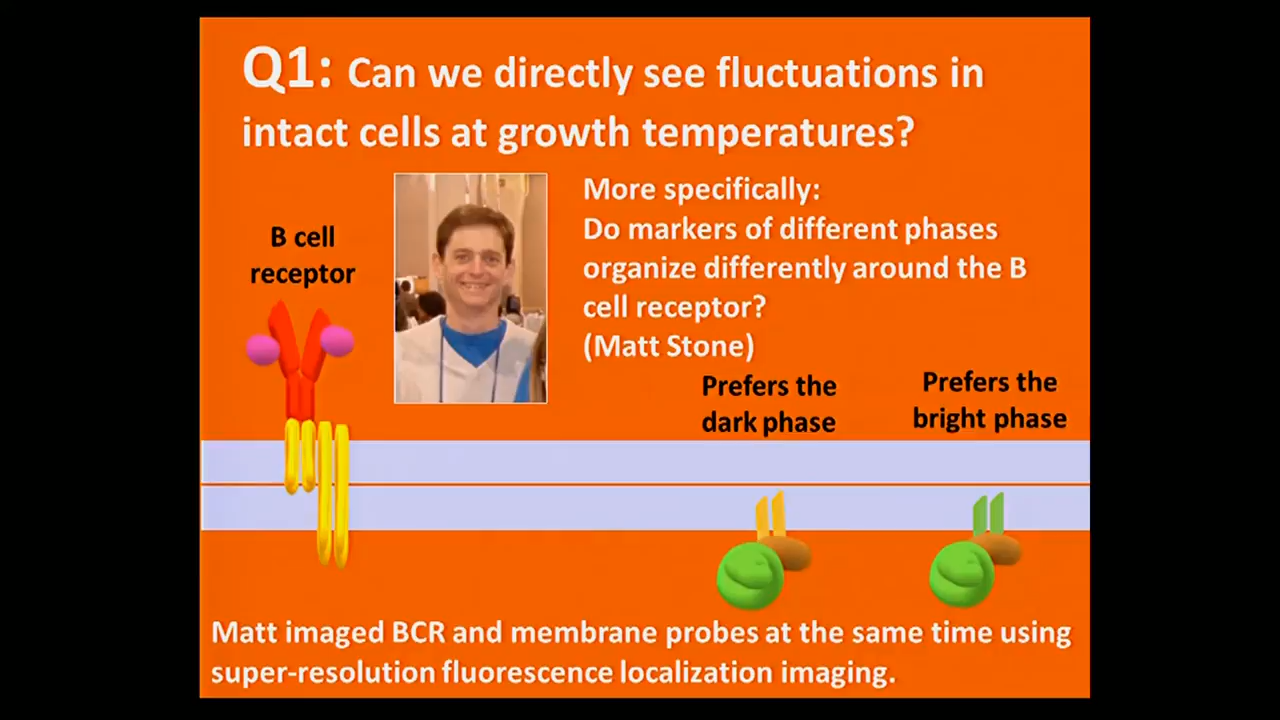 Q1: Can we directly see fluctuations in
intact cells at growth temperatures?
More specifically:
Do markers of different phases
organize differently around the B
cell receptor?
(Matt Stone)
B cell
receptor
Prefers the
dark phase
Prefers the
bright phase
Matt imaged BCR and membrane probes at the same time using
super-resolution fluorescence localization imaging.